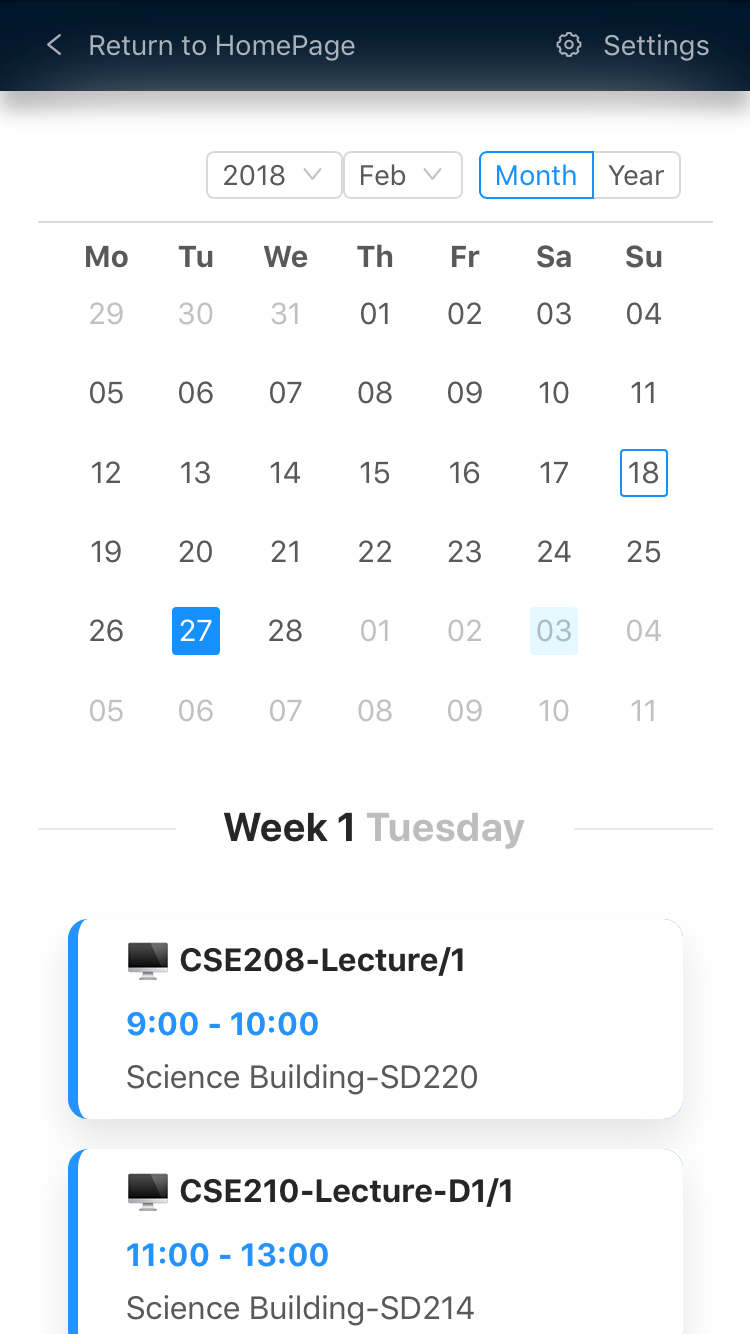 Return to HomePage Settings
2018 Feb Month Year
Mo Tu We Th Fr Sa Su
29 30 31 01 02 03 04
05 06 07 08 09 10 11
12 13 14 15 16 17 18
19 20 21 22 23 24 25
26 27 28 01 02 03 04
05 06 07 08 09 10 11
Week 1 Tuesday
CSE208-Lecture/1
9:00 - 10:00
Science Building-SD220
CSE210-Lecture-D1/1
11:00 - 13:00
Science Building-SD214